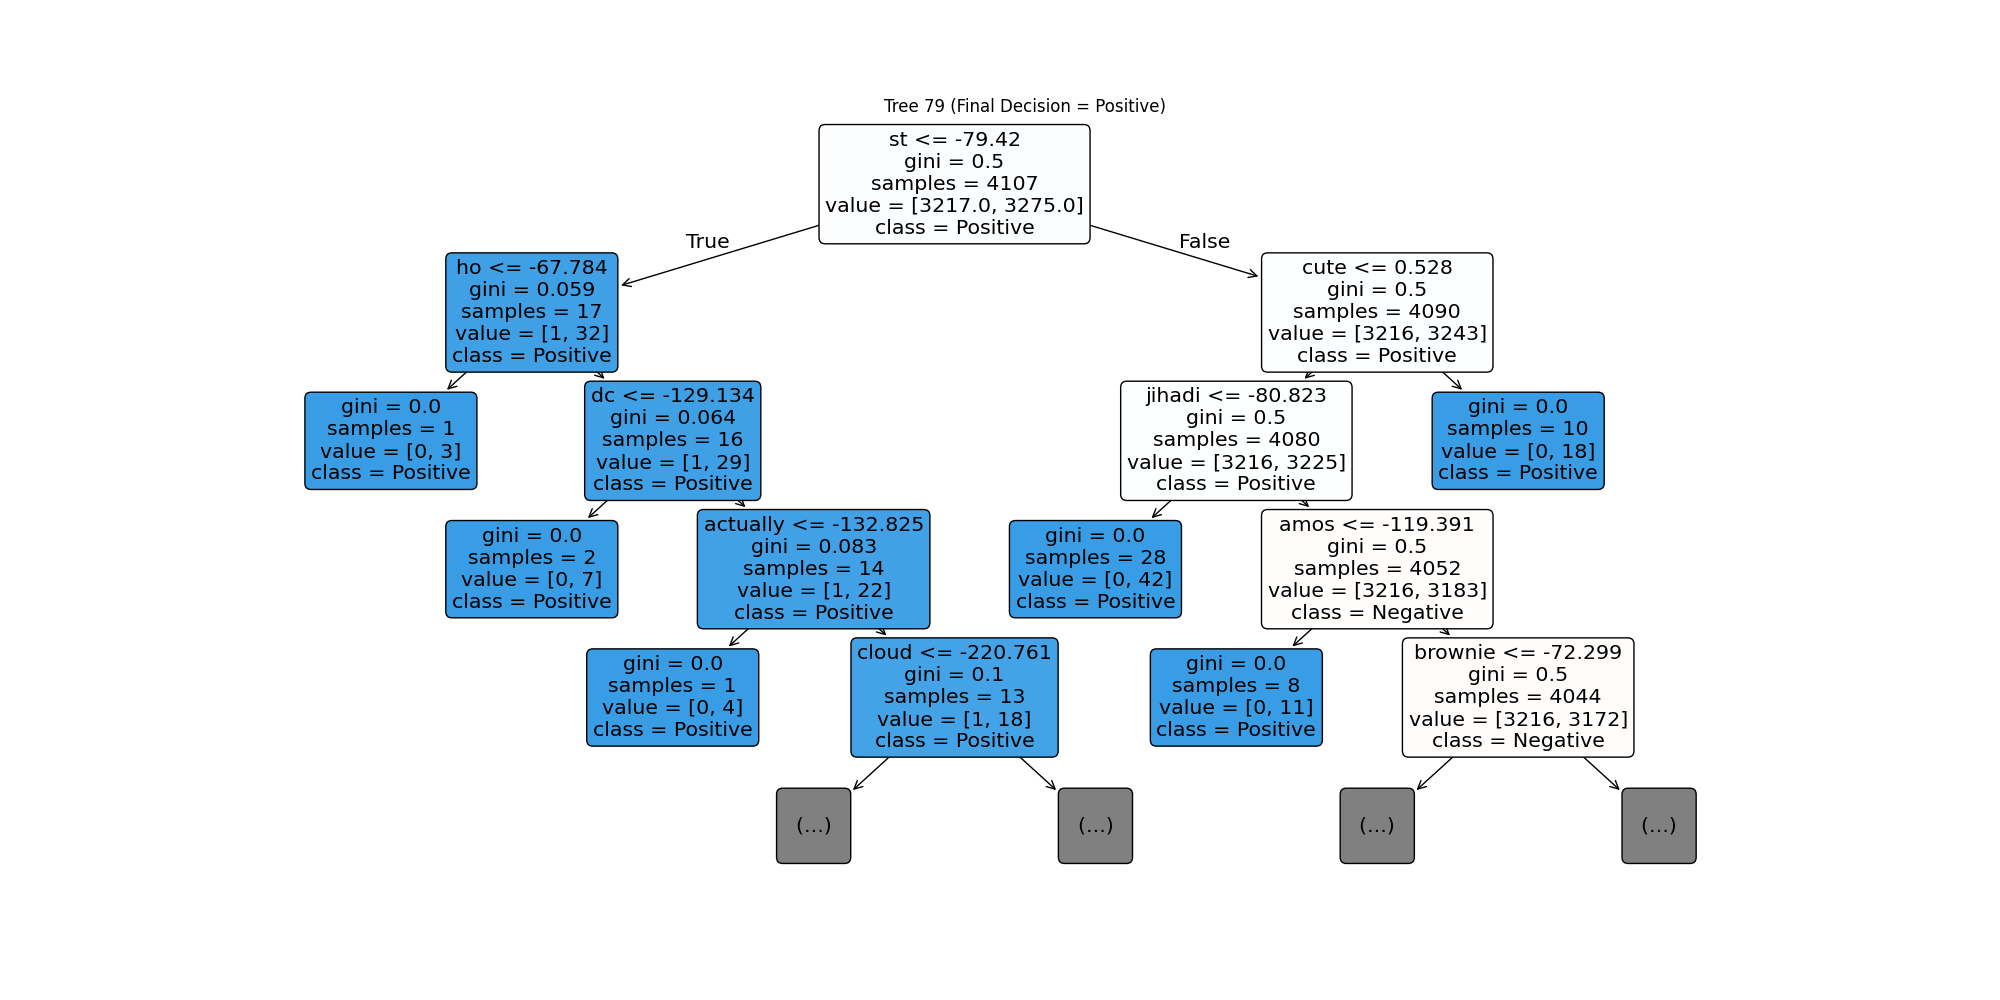 Tree 79 (Final Decision = Positive)
st <= -79.42
gini = 0.5
samples = 4107
value = [3217.0, 3275.0]
class = Positive
True
False
ho <= -67.784
gini = 0.059
samples = 17
value = [1, 32]
class = Positive
cute <= 0.528
gini = 0.5
samples = 4090
value = [3216, 3243]
class = Positive
gini = 0.0
samples = 1
value = [0, 3]
class = Positive
dc <= -129.134
gini = 0.064
samples = 16
value = [1, 29]
class = Positive
jihadi <= -80.823
gini = 0.5
samples = 4080
value = [3216, 3225]
class = Positive
gini = 0.0
samples = 10
value = [0, 18]
class = Positive
gini = 0.0
samples = 2
value = [0, 7]
class = Positive
actually <= -132.825
gini = 0.083
samples = 14
value = [1, 22]
class = Positive
gini = 0.0
samples = 28
value = [0, 42]
class = Positive
amos <= -119.391
gini = 0.5
samples = 4052
value = [3216, 3183]
class = Negative
gini = 0.0
samples = 1
value = [0, 4]
class = Positive
cloud <= -220.761
gini = 0.1
samples = 13
value = [1, 18]
class = Positive
gini = 0.0
samples = 8
value = [0, 11]
class = Positive
brownie <= -72.299
gini = 0.5
samples = 4044
value = [3216, 3172]
class = Negative
(...)
(...)
(...)
(...)